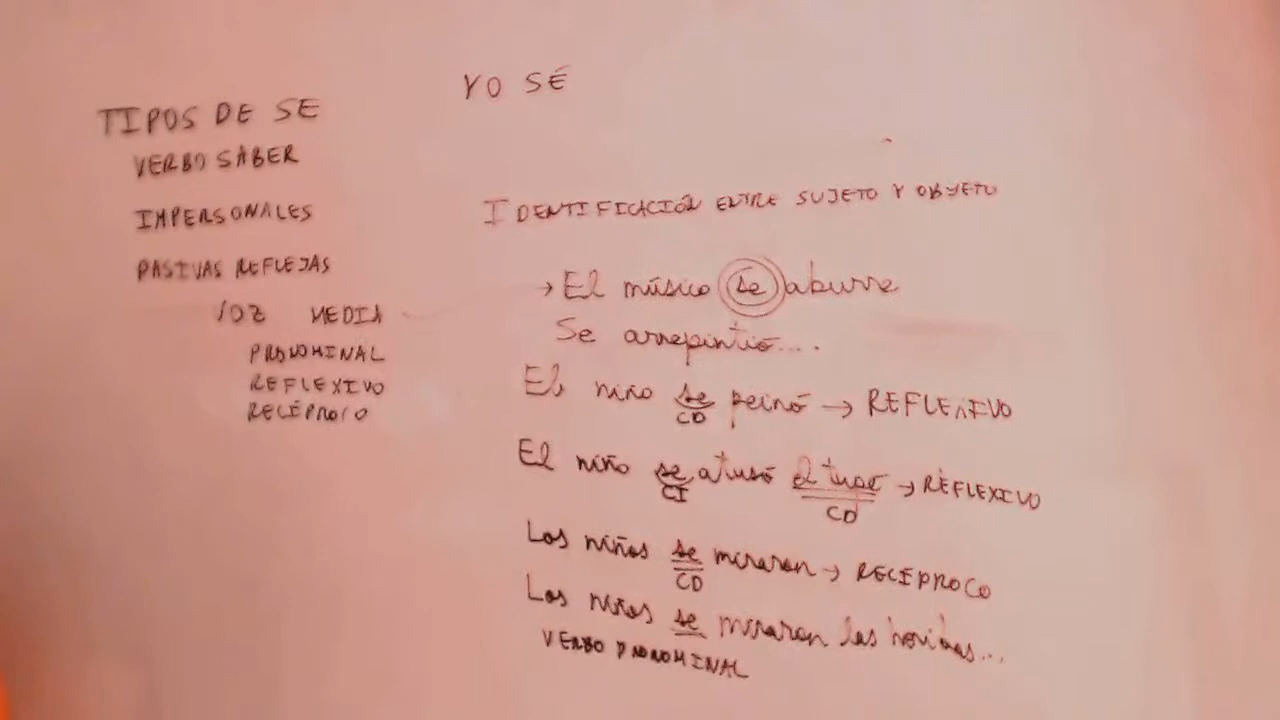 TIPOS DE SE
VERBO SABER
IMPERSONALES
PASIVAS REFLEJAS
VOZ MEDIA
PRONOMINAL
REFLEXIVO
RECÍPROCO
YO SÉ
IDENTIFICACIÓN ENTRE SUJETO Y OBJETO
→ El músico se aburre
Se arrepintió....
El niño se peinó → REFLEXIVO
CD
El niño se atusó el tupé → REFLEXIVO
CI CD
Los niños se miraron → RECÍPROCO
CD
Los niños se miraron las heridas...
VERBO PRONOMINAL